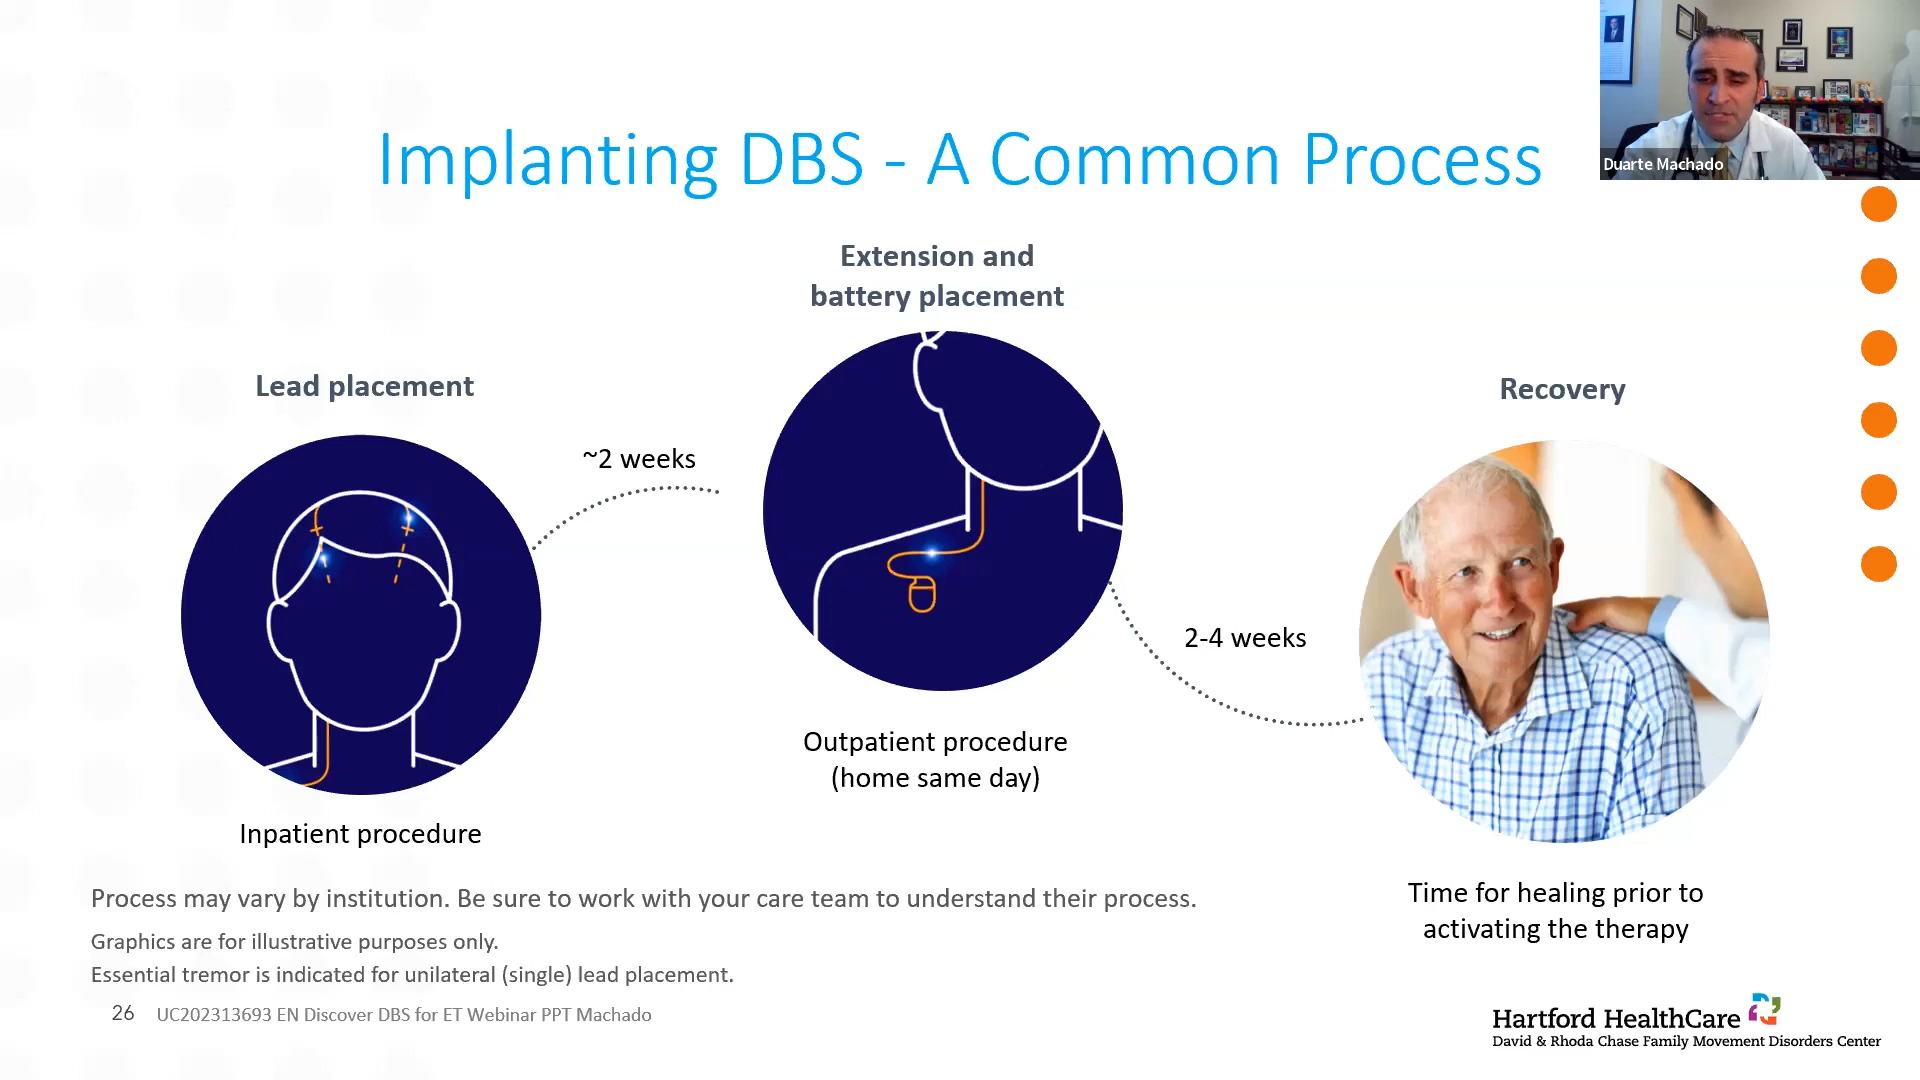 Duarte Machado
Implanting DBS - A Common Process
Extension and
battery placement
Lead placement
Recovery
~2 weeks
2-4 weeks
Outpatient procedure
(home same day)
Inpatient procedure
Time for healing prior to
activating the therapy
Process may vary by institution. Be sure to work with your care team to understand their process.
Graphics are for illustrative purposes only.
Essential tremor is indicated for unilateral (single) lead placement.
26 UC202313693 EN Discover DBS for ET Webinar PPT Machado
Hartford HealthCare
David & Rhoda Chase Family Movement Disorders Center